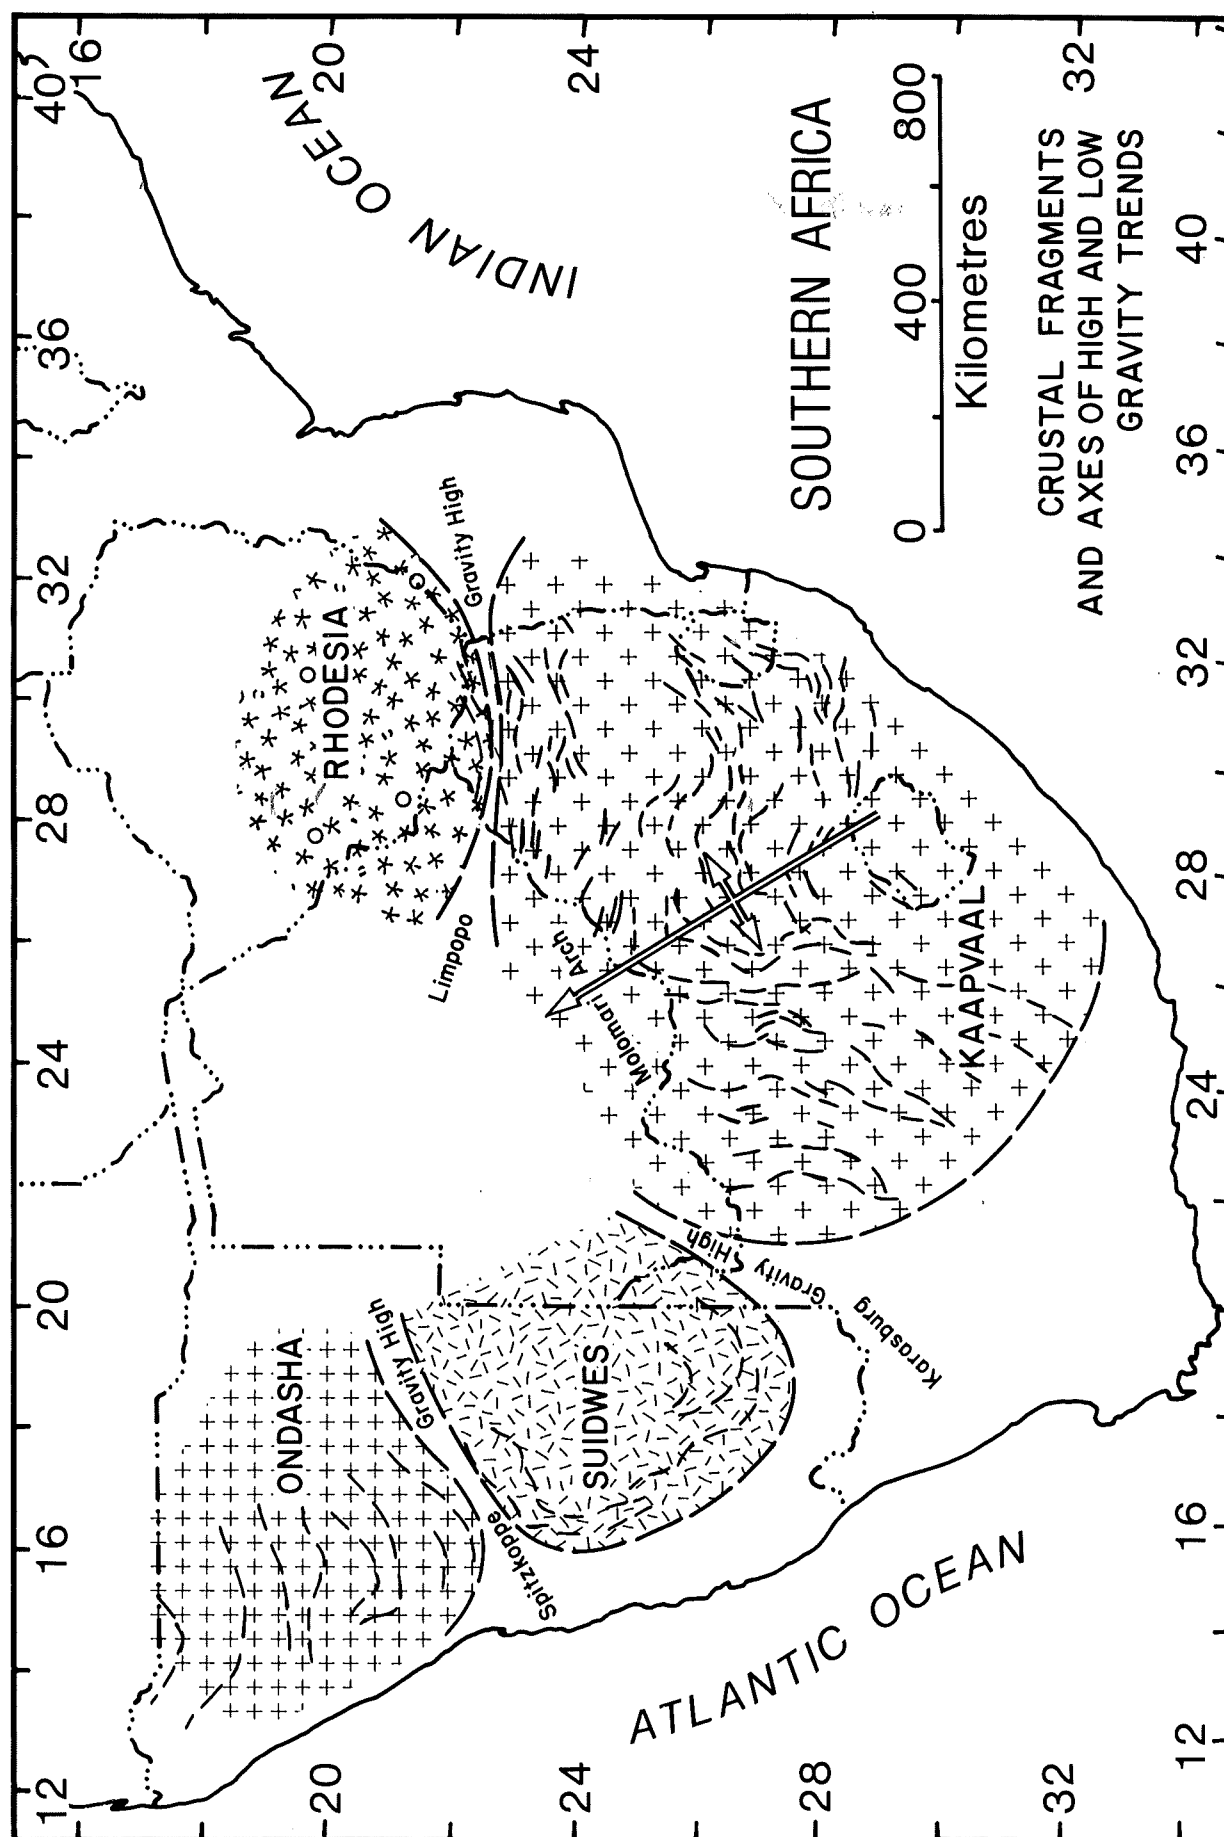 12 16 20 24 28 32 36 40
16
ONDASHA
RHODESIA
20 20
Gravity High
Limpopo
Gravity High
INDIAN OCEAN
Spitzkoppe
SUIDWES
24 24
Molomari Arch
High
Gravity
Karasburg
ATLANTIC OCEAN
SOUTHERN AFRICA
28
0 400 800
Kilometres
KAAPVAAL
32 32
CRUSTAL FRAGMENTS
AND AXES OF HIGH AND LOW
GRAVITY TRENDS
12 16 24 28 32 36 40